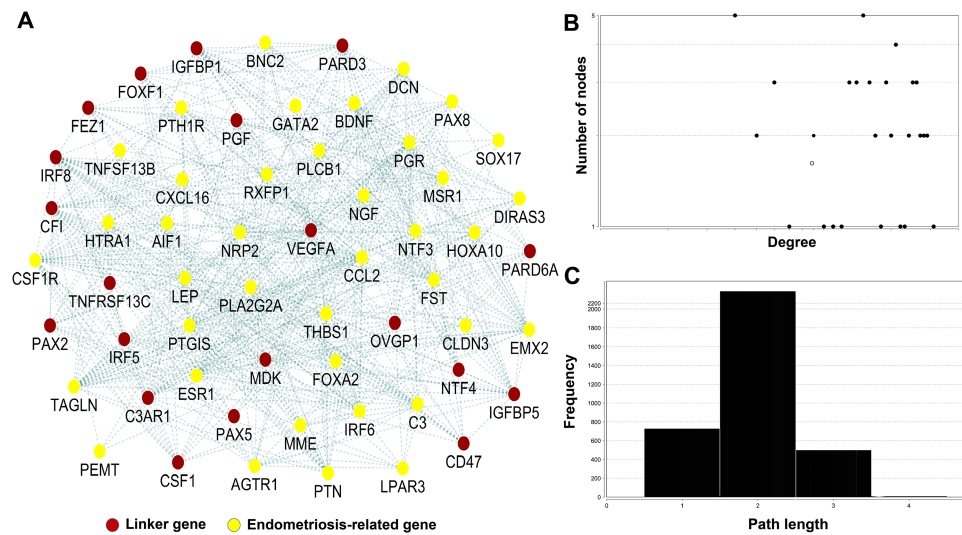 A
IGFBP1
BNC2
PARD3
FOXF1
DCN
FEZ1
PTH1R
PGF
GATA2
BDNF
PAX8
IRF8
TNFSF13B
PLCB1
PGR
SOX17
CXCL16
RXFP1
MSR1
CFI
NGF
DIRAS3
HTRA1
AIF1
NRP2
VEGFA
NTF3
HOXA10
CSF1R
CCL2
PARD6A
TNFRSF13C
LEP
PLA2G2A
FST
PAX2
IRF5
PTGIS
THBS1
OVGP1
CLDN3
EMX2
TAGLN
ESR1
MDK
FOXA2
NTF4
IGFBP5
C3AR1
PAX5
MME
IRF6
C3
PEMT
CSF1
AGTR1
PTN
LPAR3
CD47
Linker gene
Endometriosis-related gene
B
5
1
Number of nodes
Degree
C
2200
2000
1800
1600
1400
1200
1000
800
600
400
200
0
Frequency
0 1 2 3 4
Path length